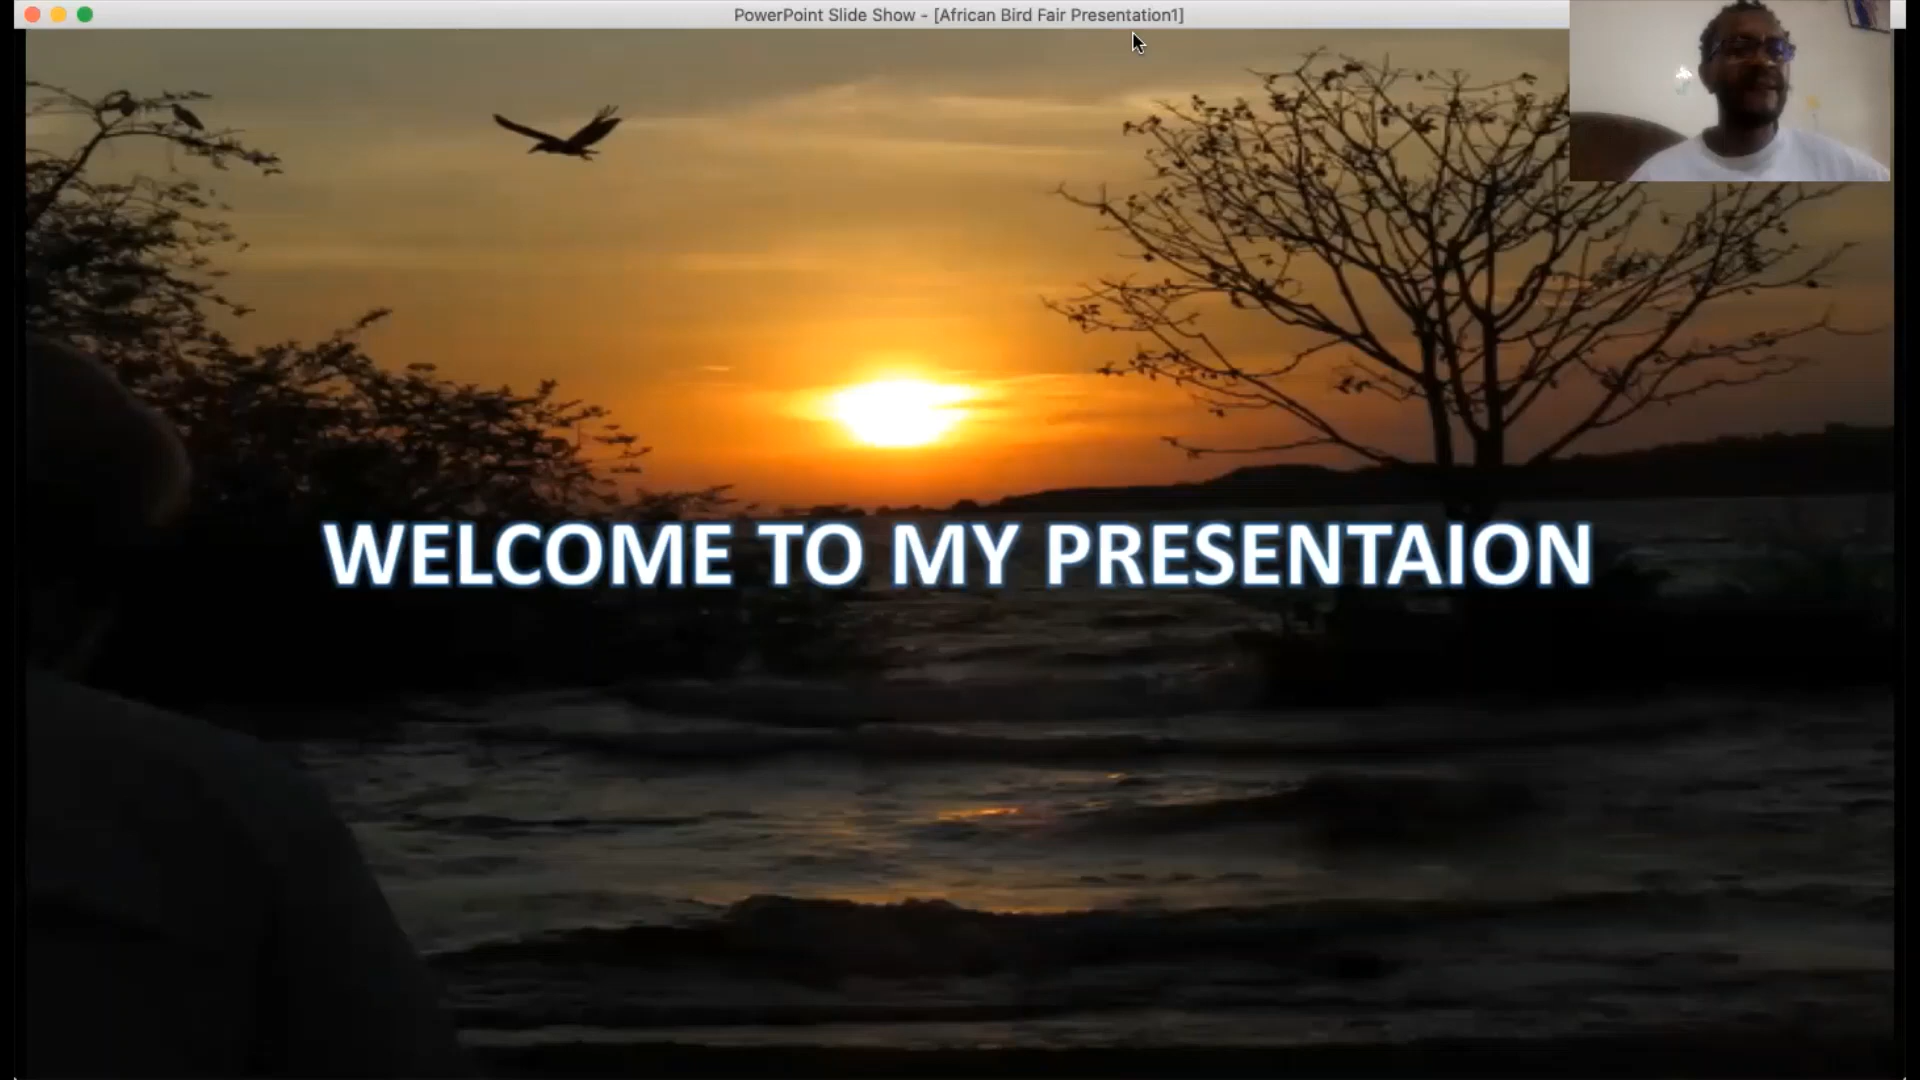 PowerPoint Slide Show - [African Bird Fair Presentation1]
WELCOME TO MY PRESENTAION